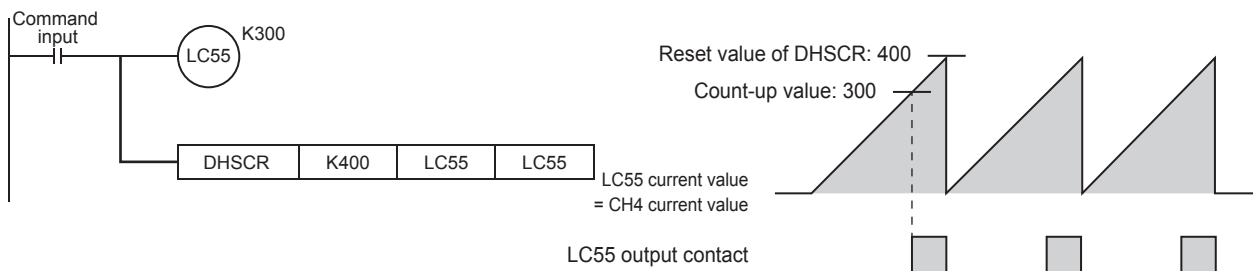 Command
input
K300
LC55
DHSCR K400 LC55 LC55
Reset value of DHSCR: 400
Count-up value: 300
LC55 current value
= CH4 current value
LC55 output contact